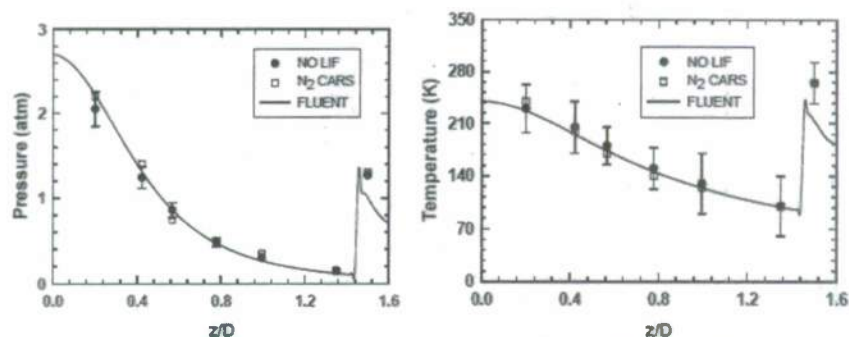 3
2
1
0
Pressure (atm)
NO LIF
N2 CARS
FLUENT
0.0 0.4 0.8 1.2 1.6
z/D
350
280
210
140
70
0
Temperature (K)
NO LIF
N2 CARS
FLUENT
0.0 0.4 0.8 1.2 1.6
z/D